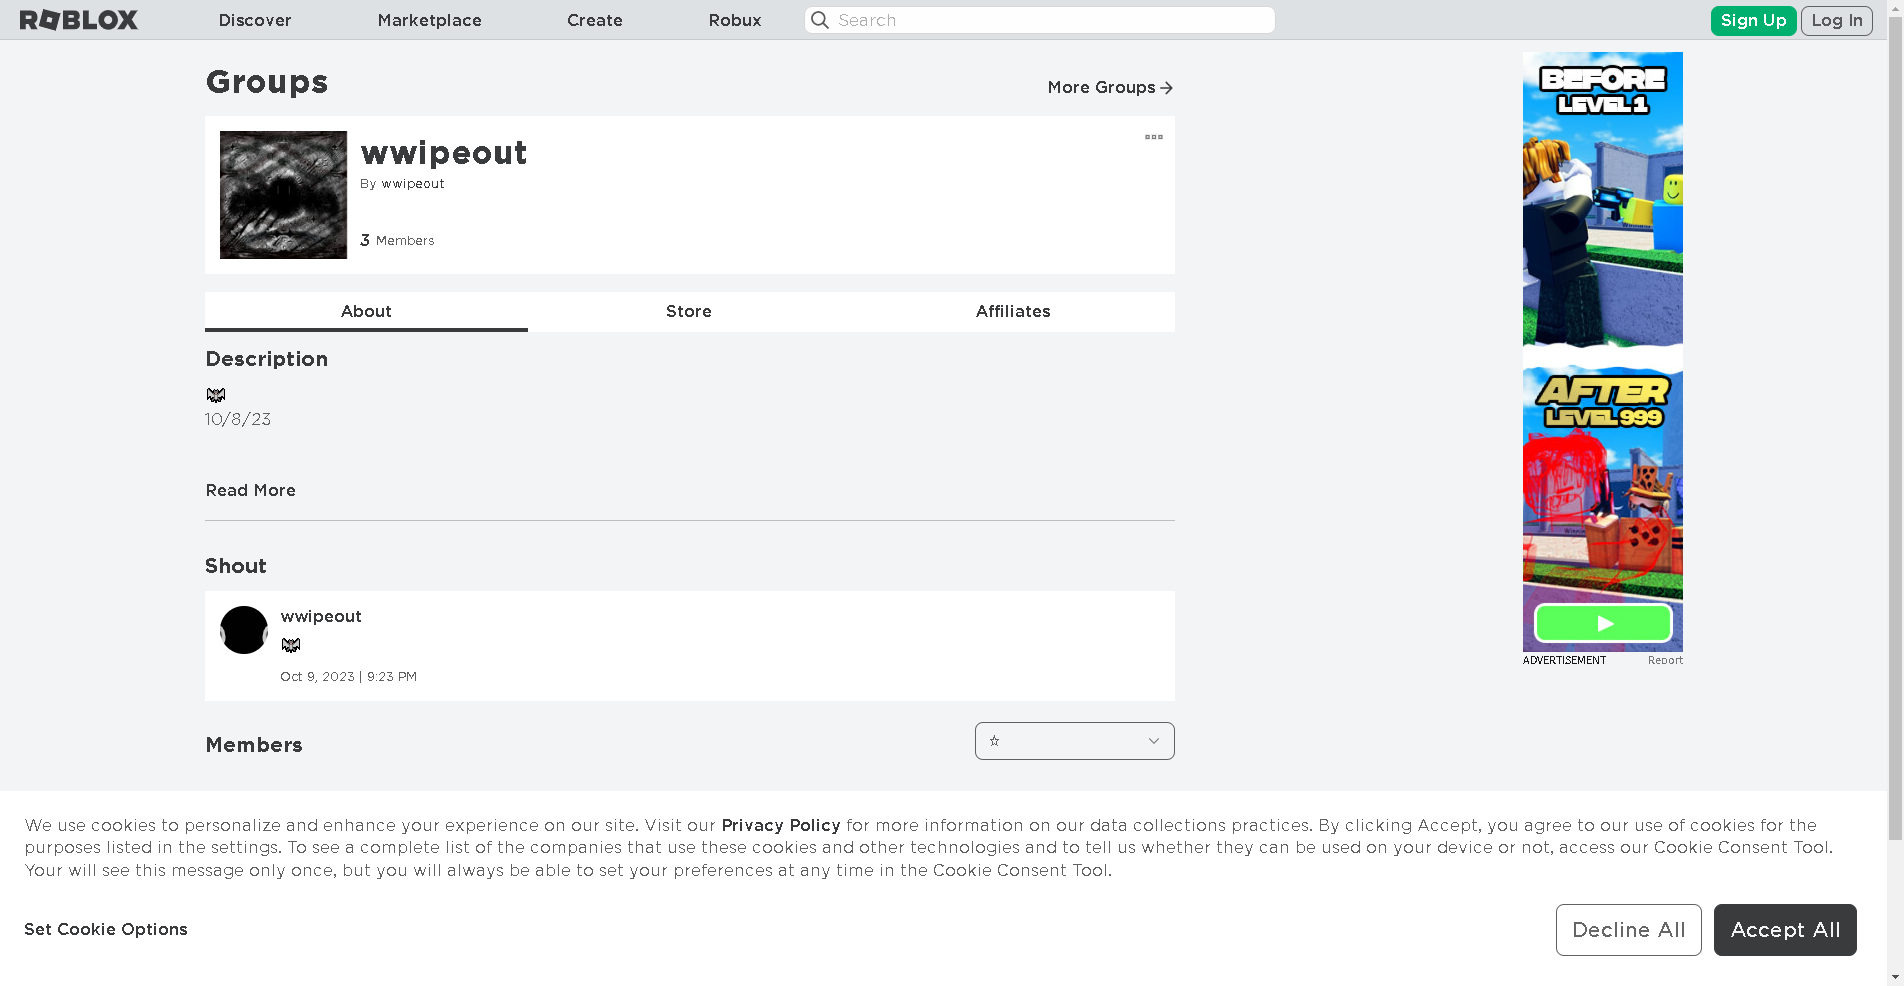 ROBLOX Discover Marketplace Create Robux Search Sign Up Log In
Groups
More Groups
wwipeout
By wwipeout
3 Members
About Store Affiliates
Description
10/8/23
Read More
Shout
wwipeout
Oct 9, 2023 | 9:23 PM
Members
BEFORE
LEVEL 1
AFTER
LEVEL 999
ADVERTISEMENT Report
We use cookies to personalize and enhance your experience on our site. Visit our Privacy Policy for more information on our data collections practices. By clicking Accept, you agree to our use of cookies for the
purposes listed in the settings. To see a complete list of the companies that use these cookies and other technologies and to tell us whether they can be used on your device or not, access our Cookie Consent Tool.
Your will see this message only once, but you will always be able to set your preferences at any time in the Cookie Consent Tool.
Set Cookie Options
Decline All
Accept All